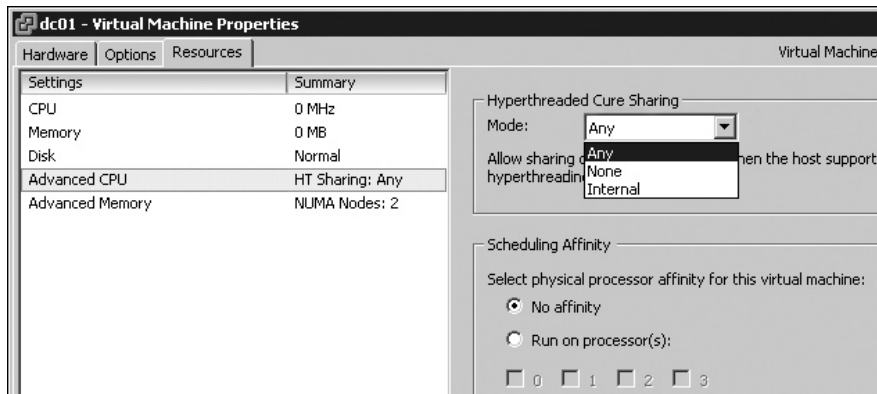 dc01 - Virtual Machine Properties
Hardware Options Resources
Virtual Machine
Settings Summary
CPU 0 MHz
Memory 0 MB
Disk Normal
Advanced CPU HT Sharing: Any
Advanced Memory NUMA Nodes: 2
Hyperthreaded Cure Sharing
Mode: Any
Any
None
Internal
Allow sharing hen the host support
hyperthreadin
Scheduling Affinity
Select physical processor affinity for this virtual machine:
No affinity
Run on processor(s):
0 1 2 3